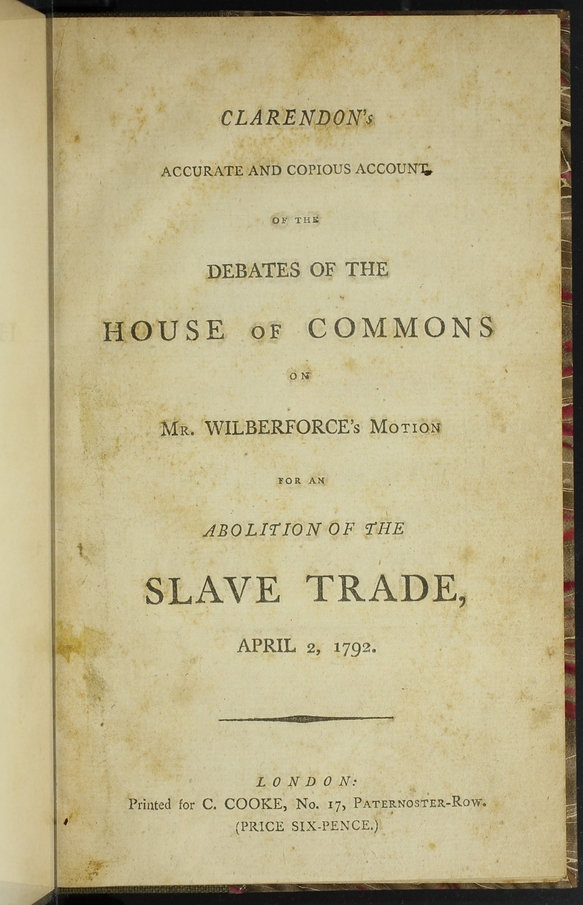 CLARENDON's
ACCURATE AND COPIOUS ACCOUNT,
OF THE
DEBATES OF THE
HOUSE OF COMMONS
ON
MR. WILBERFORCE's MOTION
FOR AN
ABOLITION OF THE
SLAVE TRADE,
APRIL 2, 1792.
LONDON:
Printed for C. COOKE, No. 17, PATERNOSTER-ROW.
(PRICE SIX-PENCE.)